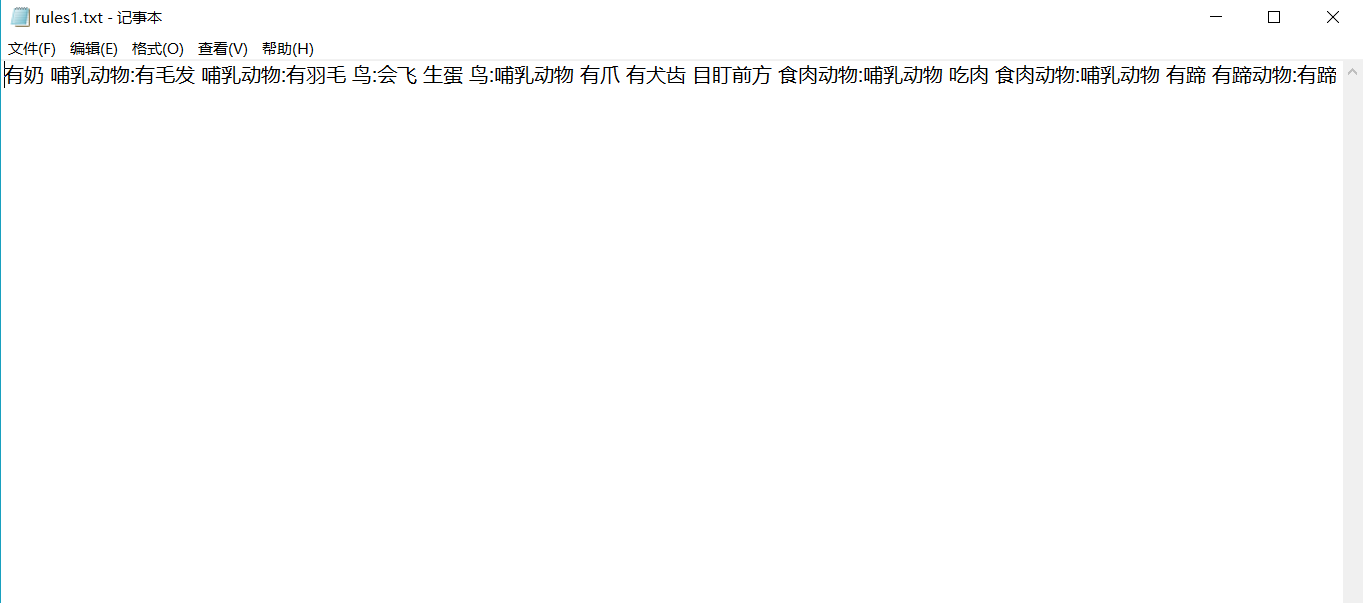 rules1.txt - 记事本
文件(F) 编辑(E) 格式(O) 查看(V) 帮助(H)
有奶 哺乳动物:有毛发 哺乳动物:有羽毛 鸟:会飞 生蛋 鸟:哺乳动物 有爪 有犬齿 目盯前方 食肉动物:哺乳动物 吃肉 食肉动物:哺乳动物 有蹄 有蹄动物:有蹄